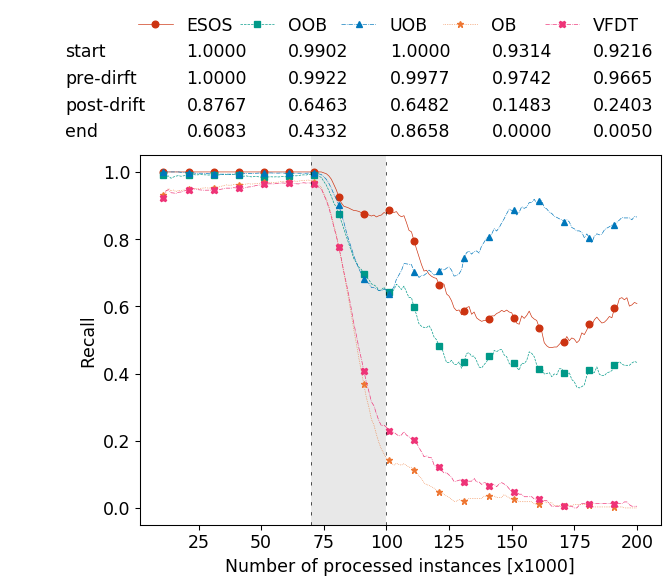 ESOS OOB UOB OB VFDT
start 1.0000 0.9902 1.0000 0.9314 0.9216
pre-dirft 1.0000 0.9922 0.9977 0.9742 0.9665
post-drift 0.8767 0.6463 0.6482 0.1483 0.2403
end 0.6083 0.4332 0.8658 0.0000 0.0050
1.0
0.8
0.6
0.4
0.2
0.0
Recall
25 50 75 100 125 150 175 200
Number of processed instances [x1000]